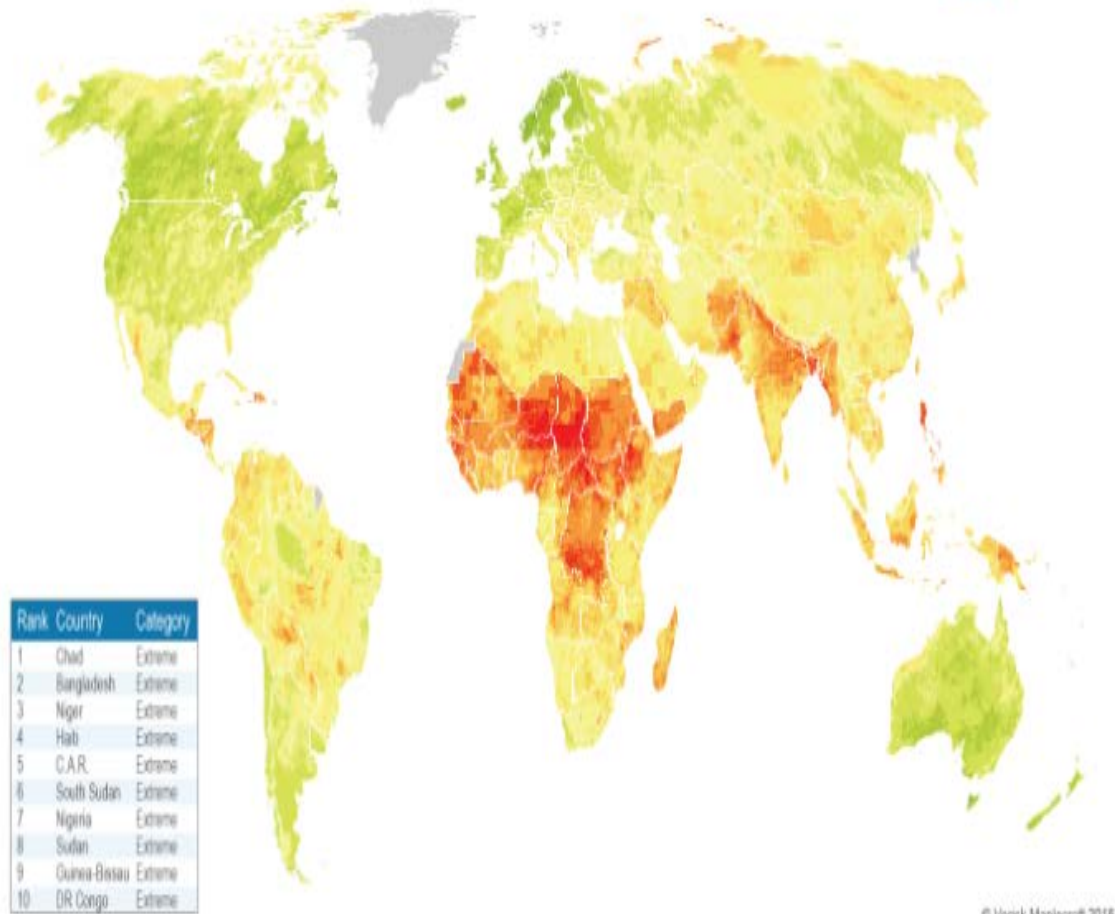 Rank Country Category
1 Chad Extreme
2 Bangladesh Extreme
3 Niger Extreme
4 Haiti Extreme
5 C.A.R. Extreme
6 South Sudan Extreme
7 Nigeria Extreme
8 Sudan Extreme
9 Guinea-Bissau Extreme
10 DR Congo Extreme
©